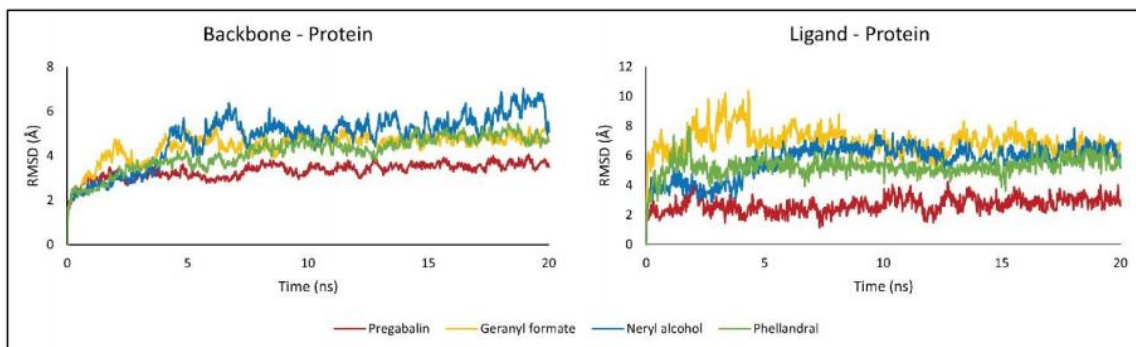 Backbone - Protein
8
6
4
2
0
RMSD (Å)
0 5 10 15 20
Time (ns)
Ligand - Protein
12
10
8
6
4
2
0
RMSD (Å)
0 5 10 15 20
Time (ns)
Pregabalin Geranyl formate Neryl alcohol Phellandral